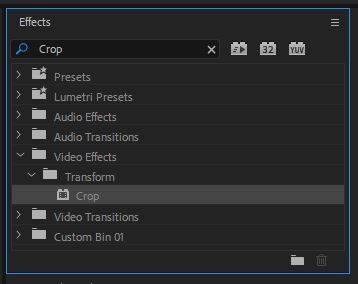 Effects
Crop
32
YUV
Presets
Lumetri Presets
Audio Effects
Audio Transitions
Video Effects
Transform
Crop
Video Transitions
Custom Bin 01